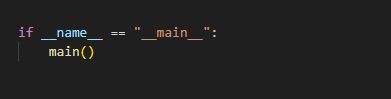 if __name__ == "__main__":
    main()